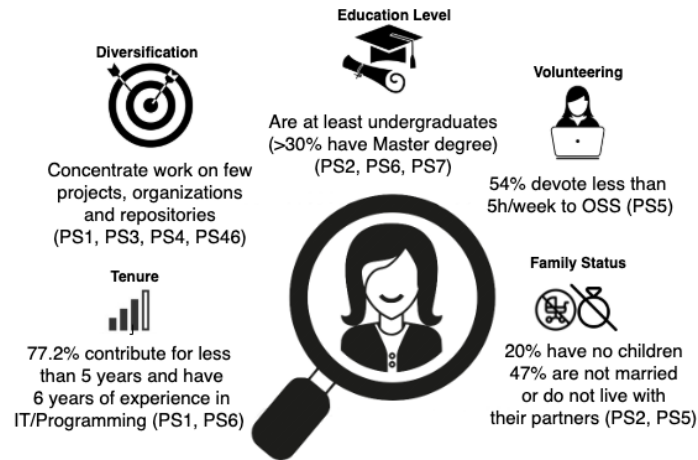 Education Level
Are at least undergraduates
(>30% have Master degree)
(PS2, PS6, PS7)
Diversification
Concentrate work on few
projects, organizations
and repositories
(PS1, PS3, PS4, PS46)
Volunteering
54% devote less than
5h/week to OSS (PS5)
Tenure
77.2% contribute for less
than 5 years and have
6 years of experience in
IT/Programming (PS1, PS6)
Family Status
20% have no children
47% are not married
or do not live with
their partners (PS2, PS5)